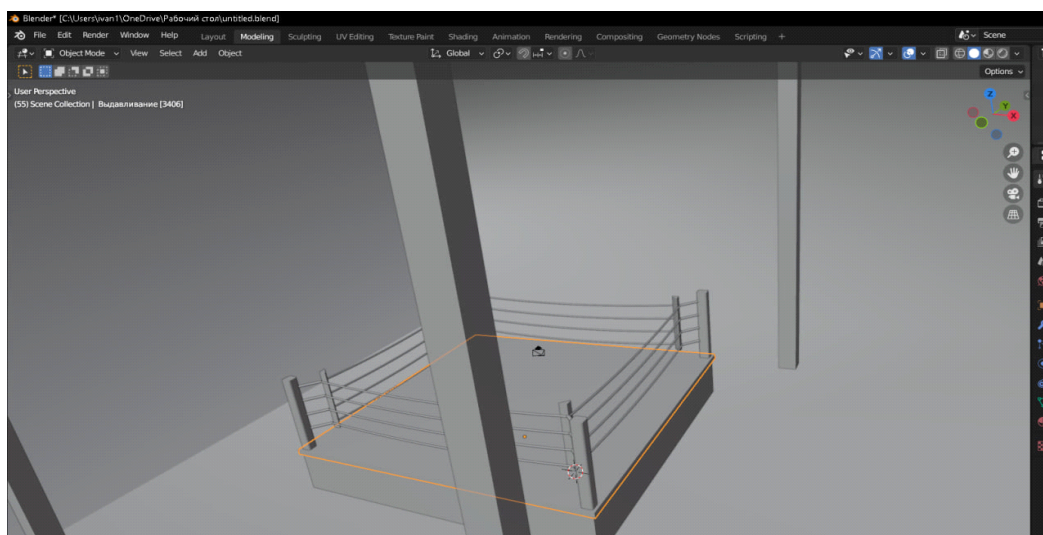 Blender* [C:\Users\ivan1\OneDrive\Рабочий стол\untitled.blend]
File Edit Render Window Help Layout Modeling Sculpting UV Editing Texture Paint Shading Animation Rendering Compositing Geometry Nodes Scripting + Scene
Object Mode View Select Add Object Global
Options
User Perspective
(55) Scene Collection | Выдавливание [3406]
Z
Y
X